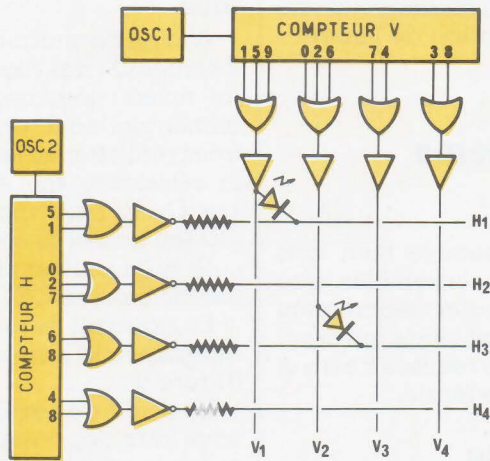 OSC1
COMPTEUR V
159 026 74 38
OSC2
COMPTEUR H
5
1
H1
0
2
7
H2
6
8
H3
4
8
H4
V1 V2 V3 V4